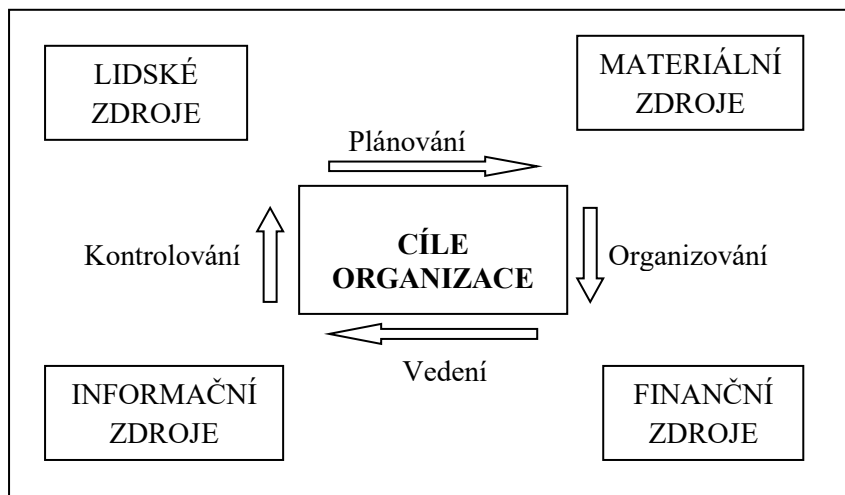 LIDSKÉ
ZDROJE
MATERIÁLNÍ
ZDROJE
Plánování
Kontrolování
CÍLE
ORGANIZACE
Organizování
Vedení
INFORMAČNÍ
ZDROJE
FINANČNÍ
ZDROJE